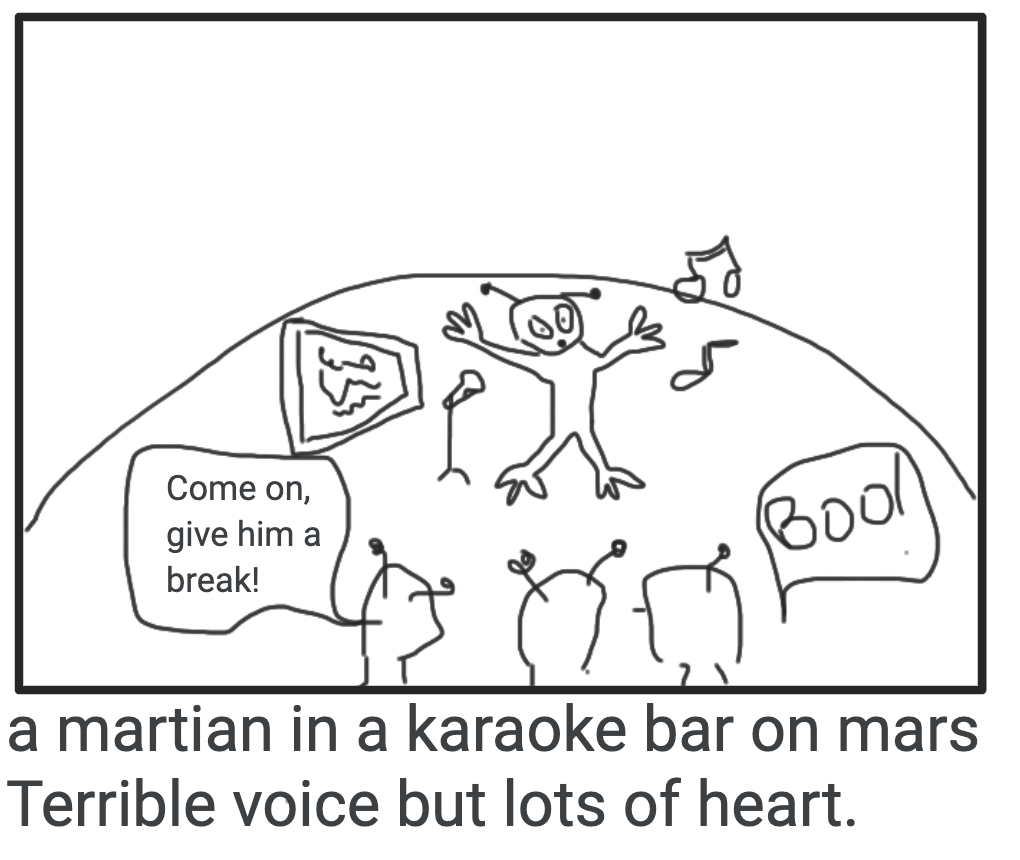 Come on,
give him a
break!
Boo!
a martian in a karaoke bar on mars
Terrible voice but lots of heart.